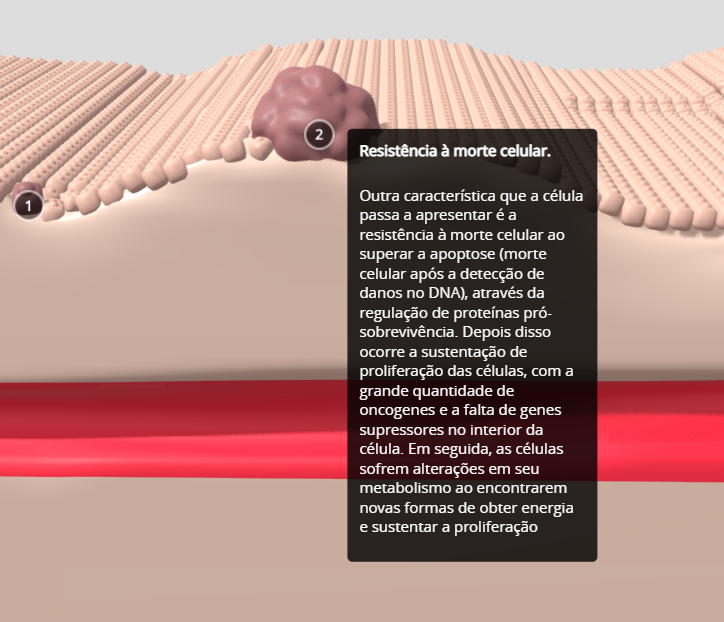 2
Resistência à morte celular.
Outra característica que a célula
passa a apresentar é a
resistência à morte celular ao
superar a apoptose (morte
celular após a detecção de
danos no DNA), através da
regulação de proteínas pró-
sobrevivência. Depois disso
ocorre a sustentação de
proliferação das células, com a
grande quantidade de
oncogenes e a falta de genes
supressores no interior da
célula. Em seguida, as células
sofrem alterações em seu
metabolismo ao encontrarem
novas formas de obter energia
e sustentar a proliferação
1